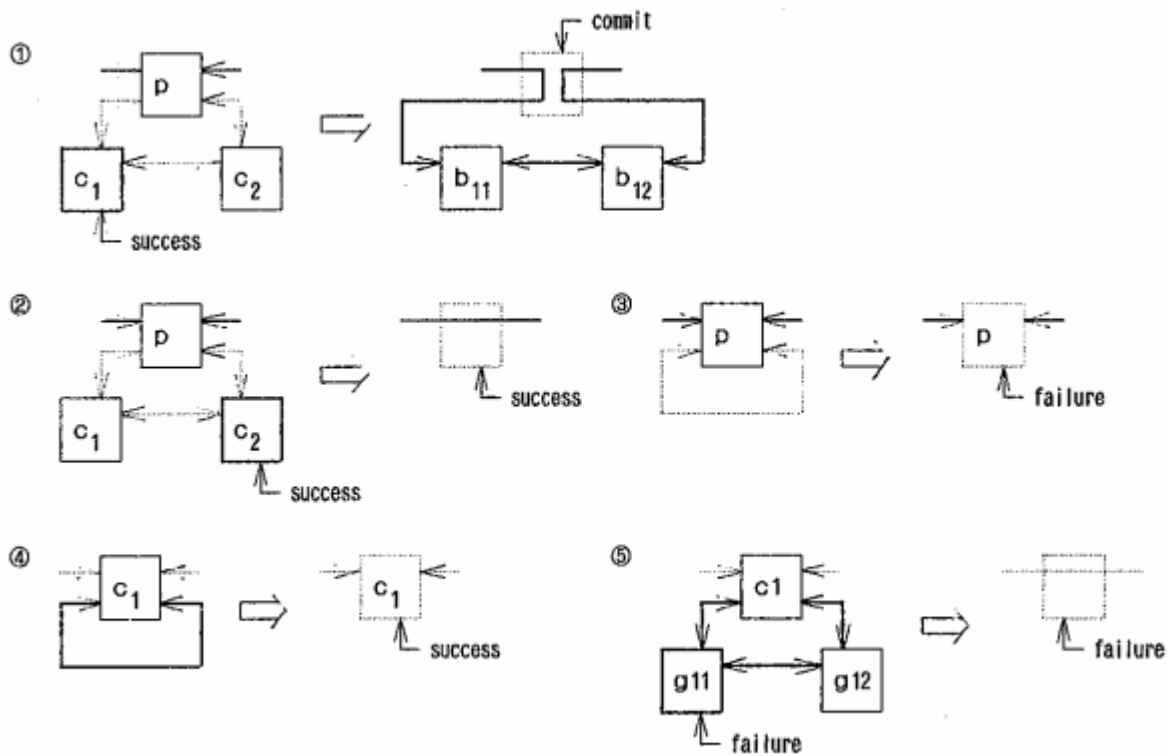 commit
① p
c1 c2 b11 b12
success
② p ③ p p
success failure
c1 c2
success
④ c1 c1 ⑤ c1
success failure
g11 g12
failure